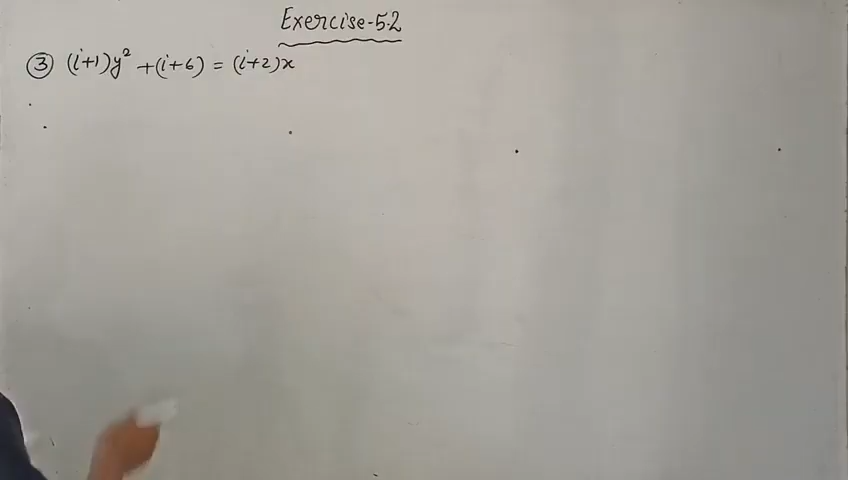 Exercise-5.2
③ (i+1)y² + (i+6) = (i+2)x